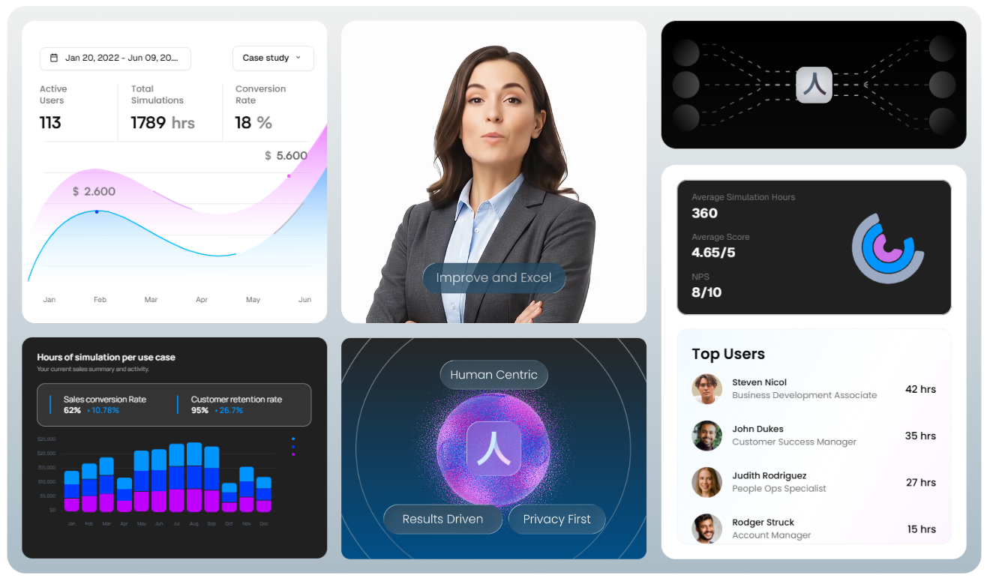 Jan 20, 2022 - Jun 09, 20....
Case study
Active
Users
113
Total
Simulations
1789 hrs
Conversion
Rate
18 %
$ 5.600
$ 2.600
Jan Feb Mar Apr May Jun
Improve and Excel
人
Average Simulation Hours
360
Average Score
4.65/5
NPS
8/10
Top Users
Steven Nicol
Business Development Associate
42 hrs
John Dukes
Customer Success Manager
35 hrs
Judith Rodriguez
People Ops Specialist
27 hrs
Rodger Struck
Account Manager
15 hrs
Hours of simulation per use case
Your current sales summary and activity.
Sales conversion Rate
62% • 10.78%
Customer retention rate
95% • 26.7%
$25,000
$20,000
$15,000
$10,000
$5,000
$0
Jan Feb Mar Apr May Jun Jul Aug Sep Oct Nov Dec
Human Centric
人
Results Driven
Privacy First